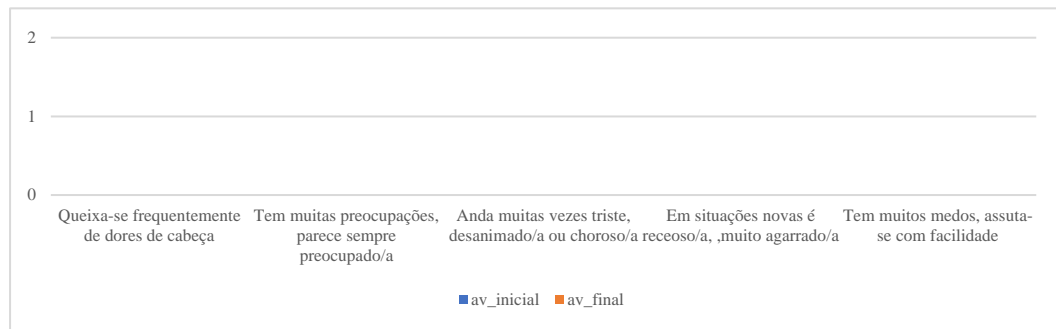 2
1
0
Queixa-se frequentemente
de dores de cabeça
Tem muitas preocupações,
parece sempre
preocupado/a
Anda muitas vezes triste,
desanimado/a ou choroso/a
Em situações novas é
receoso/a, ,muito agarrado/a
Tem muitos medos, assuta-
se com facilidade
av_inicial
av_final